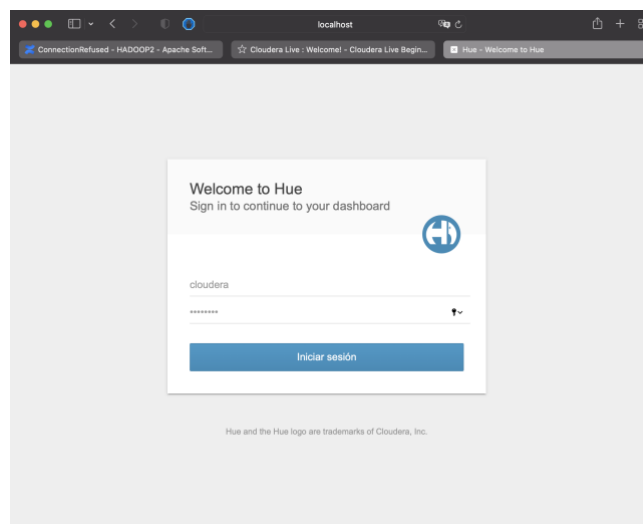 localhost
ConnectionRefused - HADOOP2 - Apache Soft...
Cloudera Live : Welcome! - Cloudera Live Begin...
Hue - Welcome to Hue
Welcome to Hue
Sign in to continue to your dashboard
cloudera
Iniciar sesión
Hue and the Hue logo are trademarks of Cloudera, Inc.